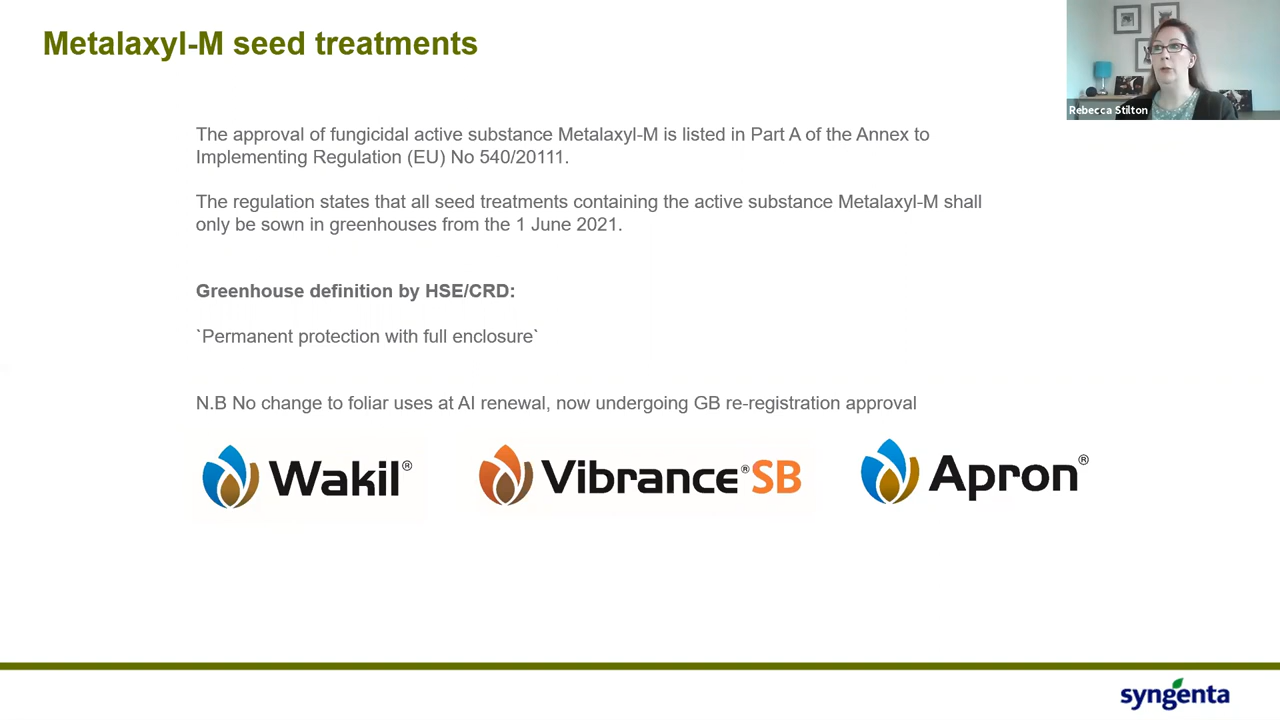 Metalaxyl-M seed treatments
Rebecca Stilton
The approval of fungicidal active substance Metalaxyl-M is listed in Part A of the Annex to
Implementing Regulation (EU) No 540/20111.
The regulation states that all seed treatments containing the active substance Metalaxyl-M shall
only be sown in greenhouses from the 1 June 2021.
Greenhouse definition by HSE/CRD:
`Permanent protection with full enclosure`
N.B No change to foliar uses at AI renewal, now undergoing GB re-registration approval
Wakil® Vibrance®SB Apron®
syngenta